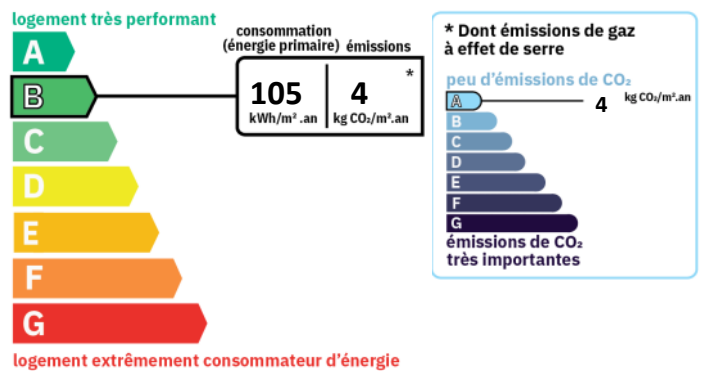 logement très performant
consommation
(énergie primaire) émissions
A
B
105 4 *
kWh/m².an kg CO₂/m².an
C
D
E
F
G
logement extrêmement consommateur d'énergie
* Dont émissions de gaz
à effet de serre
peu d'émissions de CO₂
A 4 kg CO₂/m².an
B
C
D
E
F
G
émissions de CO₂
très importantes